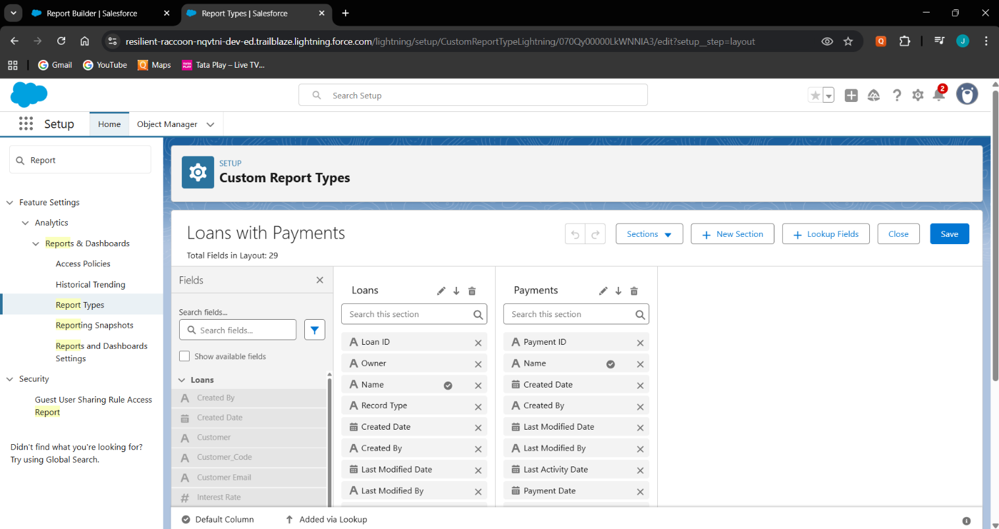 Report Builder | Salesforce
Report Types | Salesforce
resilient-raccoon-nqvtni-dev-ed.trailblaze.lightning.force.com/lightning/setup/CustomReportTypeLightning/070Qy00000LkWNNIA3/edit?setup__step=layout
Q
J
Gmail
YouTube
Maps
Tata Play – Live TV...
Search Setup
2
Setup
Home
Object Manager
Report
Feature Settings
Analytics
Reports & Dashboards
Access Policies
Historical Trending
Report Types
Reporting Snapshots
Reports and Dashboards
Settings
Security
Guest User Sharing Rule Access
Report
Didn't find what you're looking for?
Try using Global Search.
SETUP
Custom Report Types
Loans with Payments
Total Fields in Layout: 29
Sections
New Section
Lookup Fields
Close
Save
Fields
Search fields...
Search fields...
Show available fields
Loans
Created By
Created Date
Customer
Customer_Code
Customer Email
Interest Rate
Loans
Search this section
Loan ID
Owner
Name
Record Type
Created Date
Created By
Last Modified Date
Last Modified By
Payments
Search this section
Payment ID
Name
Created Date
Created By
Last Modified Date
Last Modified By
Last Activity Date
Payment Date
Default Column
Added via Lookup